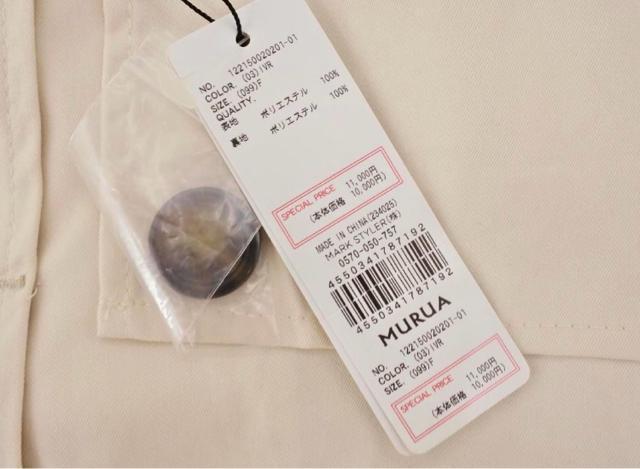 NO. 122150020201-01
COLOR. (03)IVR
SIZE. (099)F
QUALITY.
表地 ポリエステル 100%
裏地 ポリエステル 100%
SPECIAL PRICE 11,000円
(本体価格 10,000円)
MADE IN CHINA(234025)
MARK STYLER(株)
0570-050-757
4550341787192
4550341787192
MURUA
NO. 122150020201-01
COLOR. (03)IVR
SIZE. (099)F
SPECIAL PRICE 11,000円
(本体価格 10,000円)